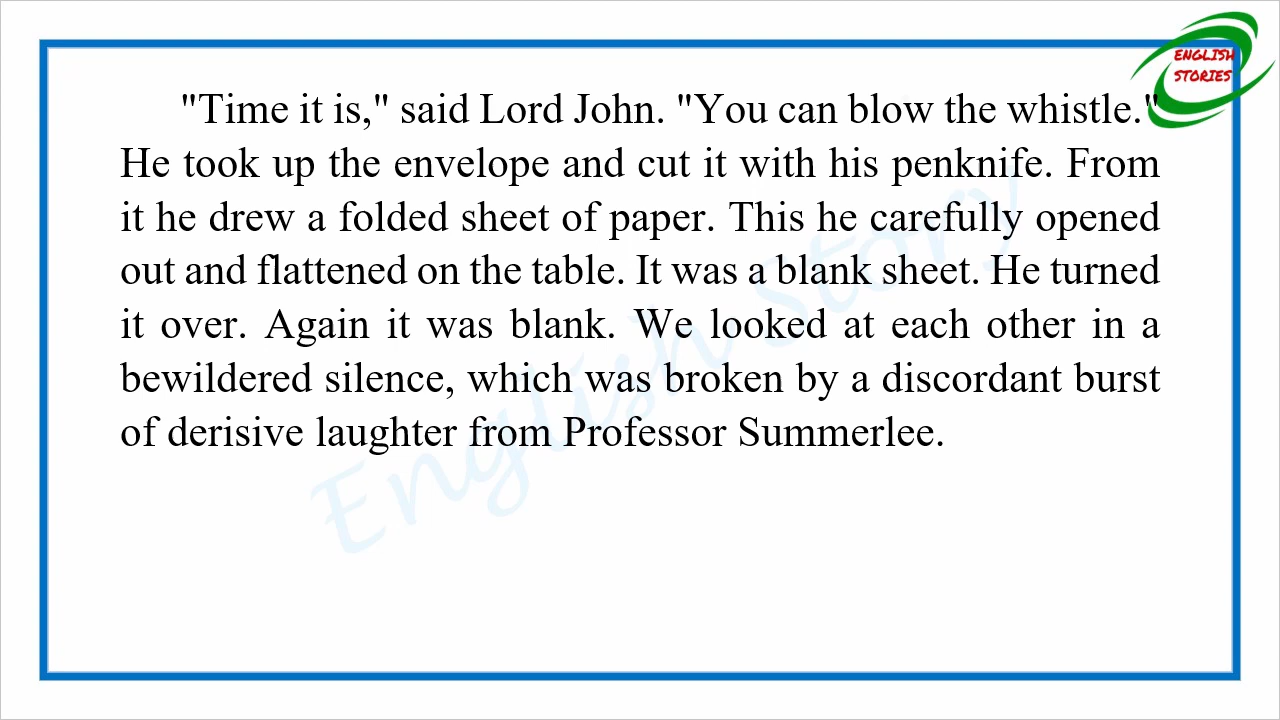 ENGLISH
STORIES
"Time it is," said Lord John. "You can blow the whistle."
He took up the envelope and cut it with his penknife. From
it he drew a folded sheet of paper. This he carefully opened
out and flattened on the table. It was a blank sheet. He turned
it over. Again it was blank. We looked at each other in a
bewildered silence, which was broken by a discordant burst
of derisive laughter from Professor Summerlee.
English Story